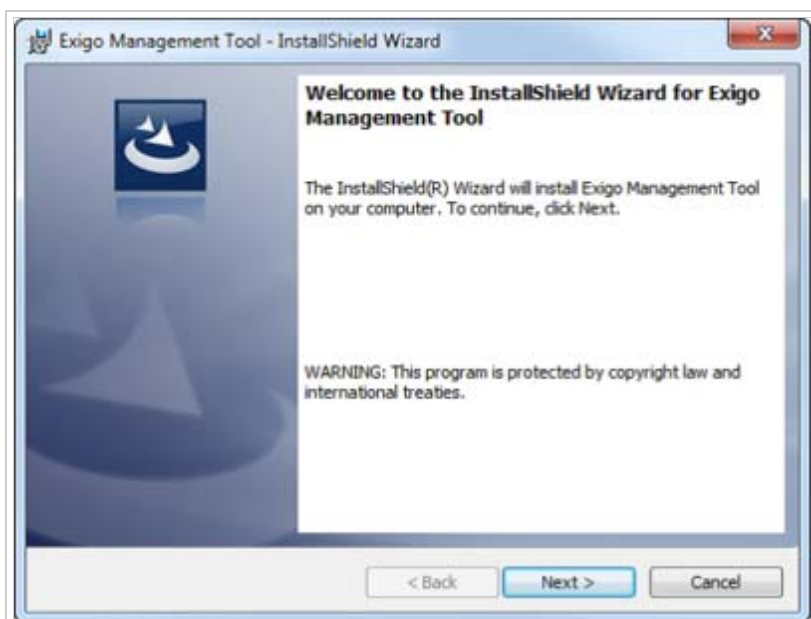 Exigo Management Tool - InstallShield Wizard
Welcome to the InstallShield Wizard for Exigo
Management Tool
The InstallShield(R) Wizard will install Exigo Management Tool
on your computer. To continue, click Next.
WARNING: This program is protected by copyright law and
international treaties.
< Back
Next >
Cancel